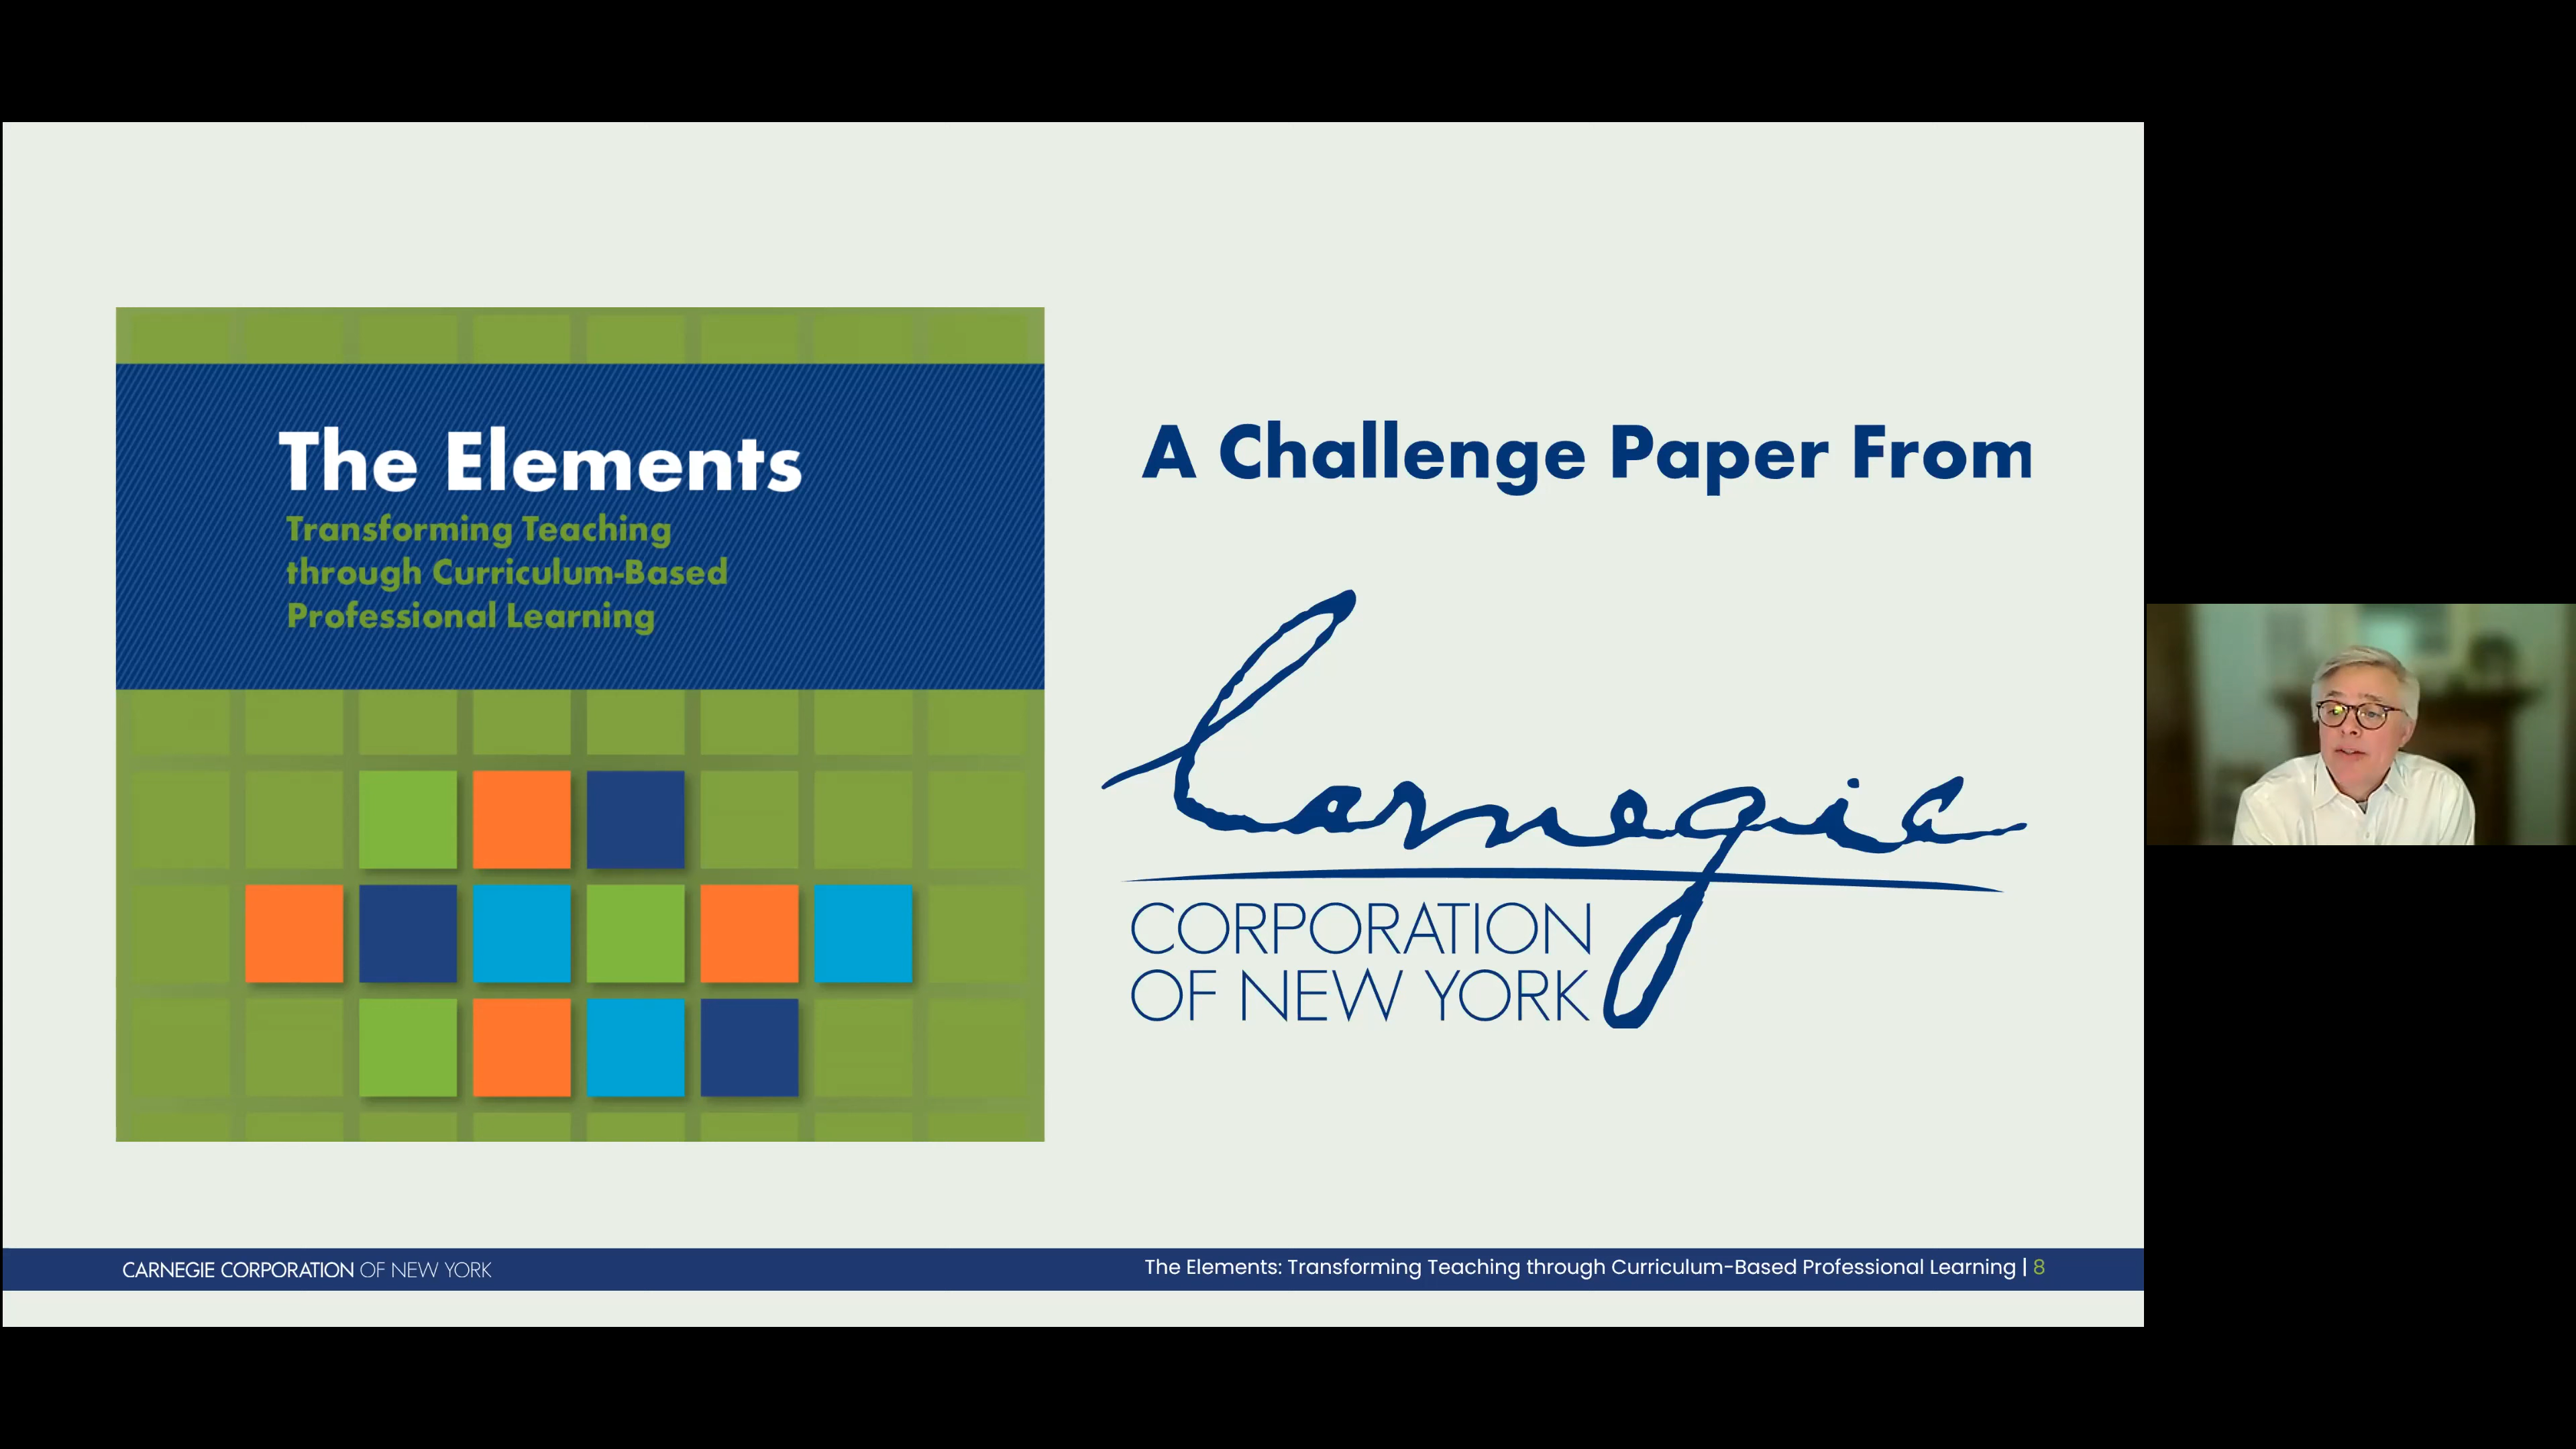 The Elements
Transforming Teaching
through Curriculum-Based
Professional Learning
A Challenge Paper From
Carnegie
CORPORATION
OF NEW YORK
CARNEGIE CORPORATION OF NEW YORK
The Elements: Transforming Teaching through Curriculum-Based Professional Learning | 8